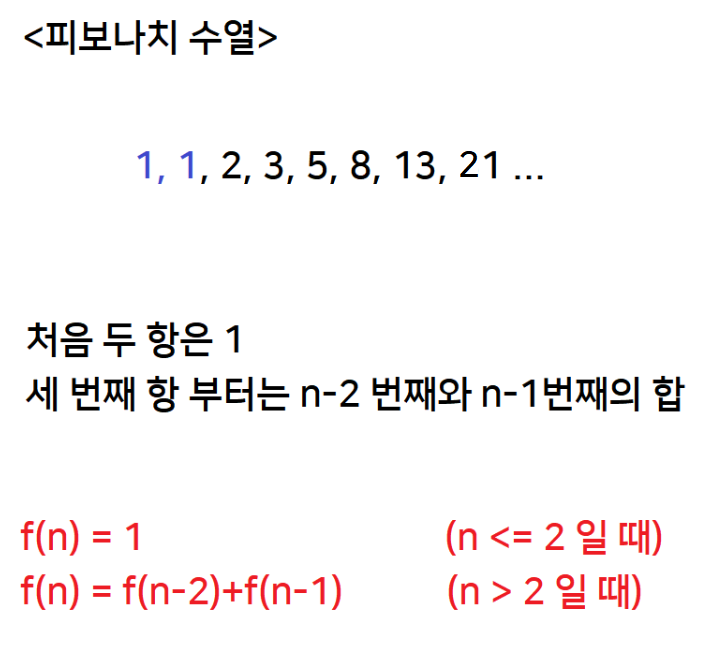 <피보나치 수열>
1, 1, 2, 3, 5, 8, 13, 21 ...
처음 두 항은 1
세 번째 항 부터는 n-2 번째와 n-1번째의 합
f(n) = 1 (n <= 2 일 때)
f(n) = f(n-2)+f(n-1) (n > 2 일 때)